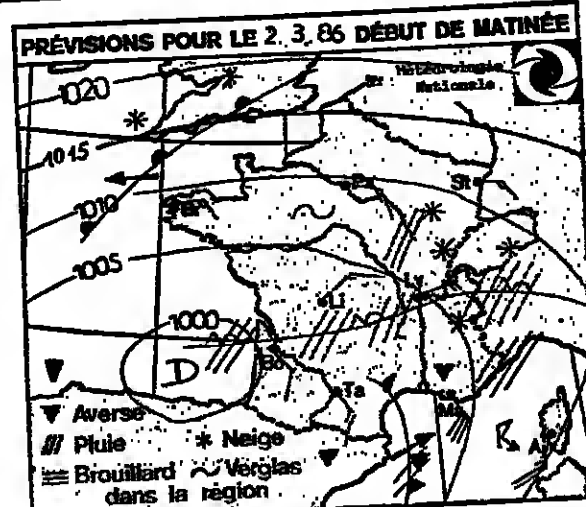 PRÉVISIONS POUR LE 2.3.86 DÉBUT DE MATINÉE
Météorologie
Nationale
1020
1015
1010
1005
1000
St
Ly
Li
Bo
Ta
D
A
Averse
Pluie
Neige
Brouillard
Verglas
dans la région